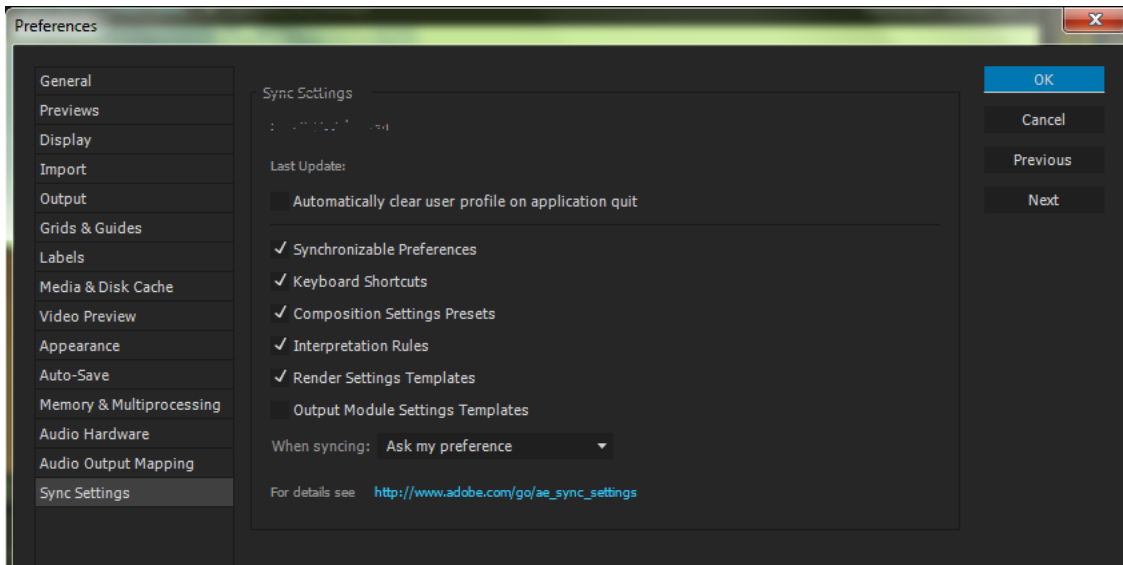 Preferences
General
Previews
Display
Import
Output
Grids & Guides
Labels
Media & Disk Cache
Video Preview
Appearance
Auto-Save
Memory & Multiprocessing
Audio Hardware
Audio Output Mapping
Sync Settings
Sync Settings
Last Update:
Automatically clear user profile on application quit
Synchronizable Preferences
Keyboard Shortcuts
Composition Settings Presets
Interpretation Rules
Render Settings Templates
Output Module Settings Templates
When syncing: Ask my preference
For details see http://www.adobe.com/go/ae_sync_settings
OK
Cancel
Previous
Next